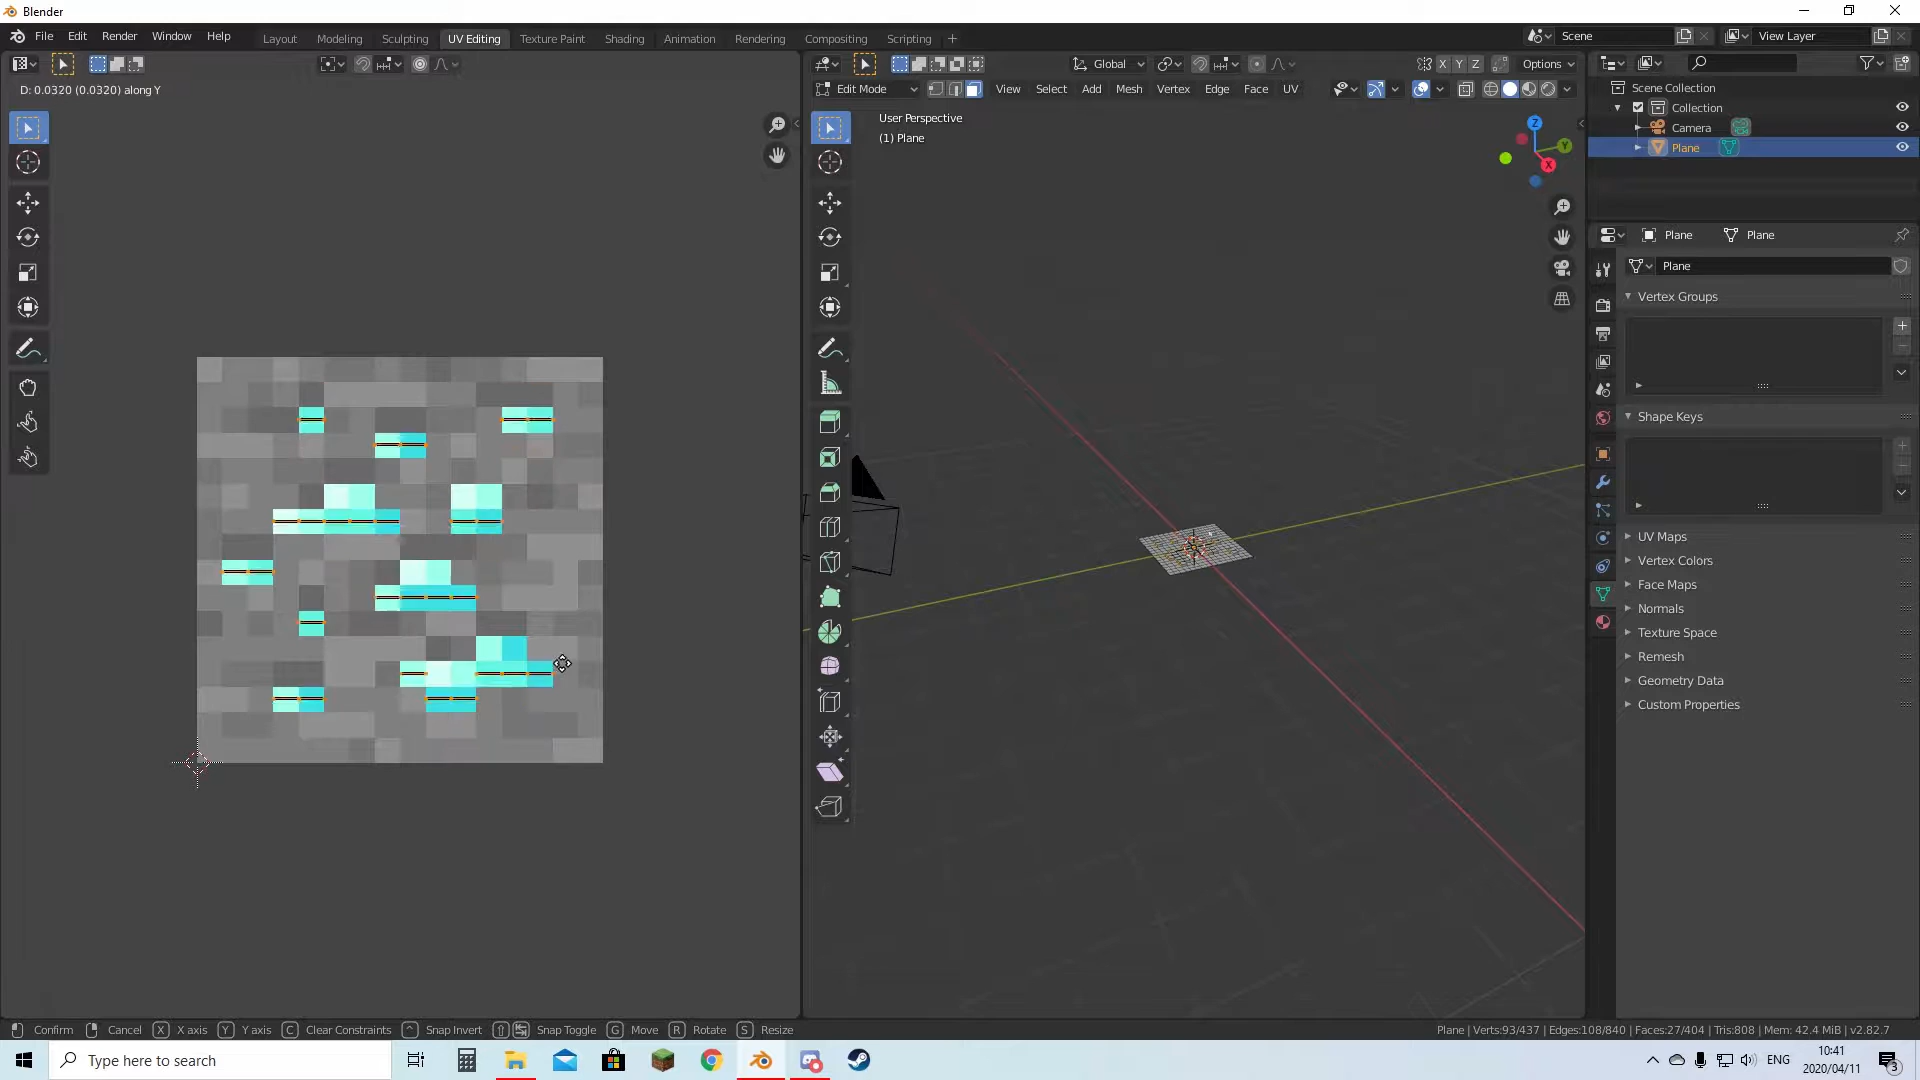 Blender
File Edit Render Window Help Layout Modeling Sculpting UV Editing Texture Paint Shading Animation Rendering Compositing Scripting Scene View Layer
Global X Y Z Options
D: 0.0320 (0.0320) along Y
Edit Mode View Select Add Mesh Vertex Edge Face UV
User Perspective
(1) Plane
Z
Y
X
Scene Collection
Collection
Camera
Plane
Plane Plane
Plane
Vertex Groups
Shape Keys
UV Maps
Vertex Colors
Face Maps
Normals
Texture Space
Remesh
Geometry Data
Custom Properties
Confirm Cancel X X axis Y Y axis C Clear Constraints Snap Invert Snap Toggle G Move R Rotate S Resize Plane | Verts:93/437 | Edges:108/840 | Faces:27/404 | Tris:808 | Mem: 42.4 MiB | v2.82.7
Type here to search
ENG
10:41
2020/04/11
3